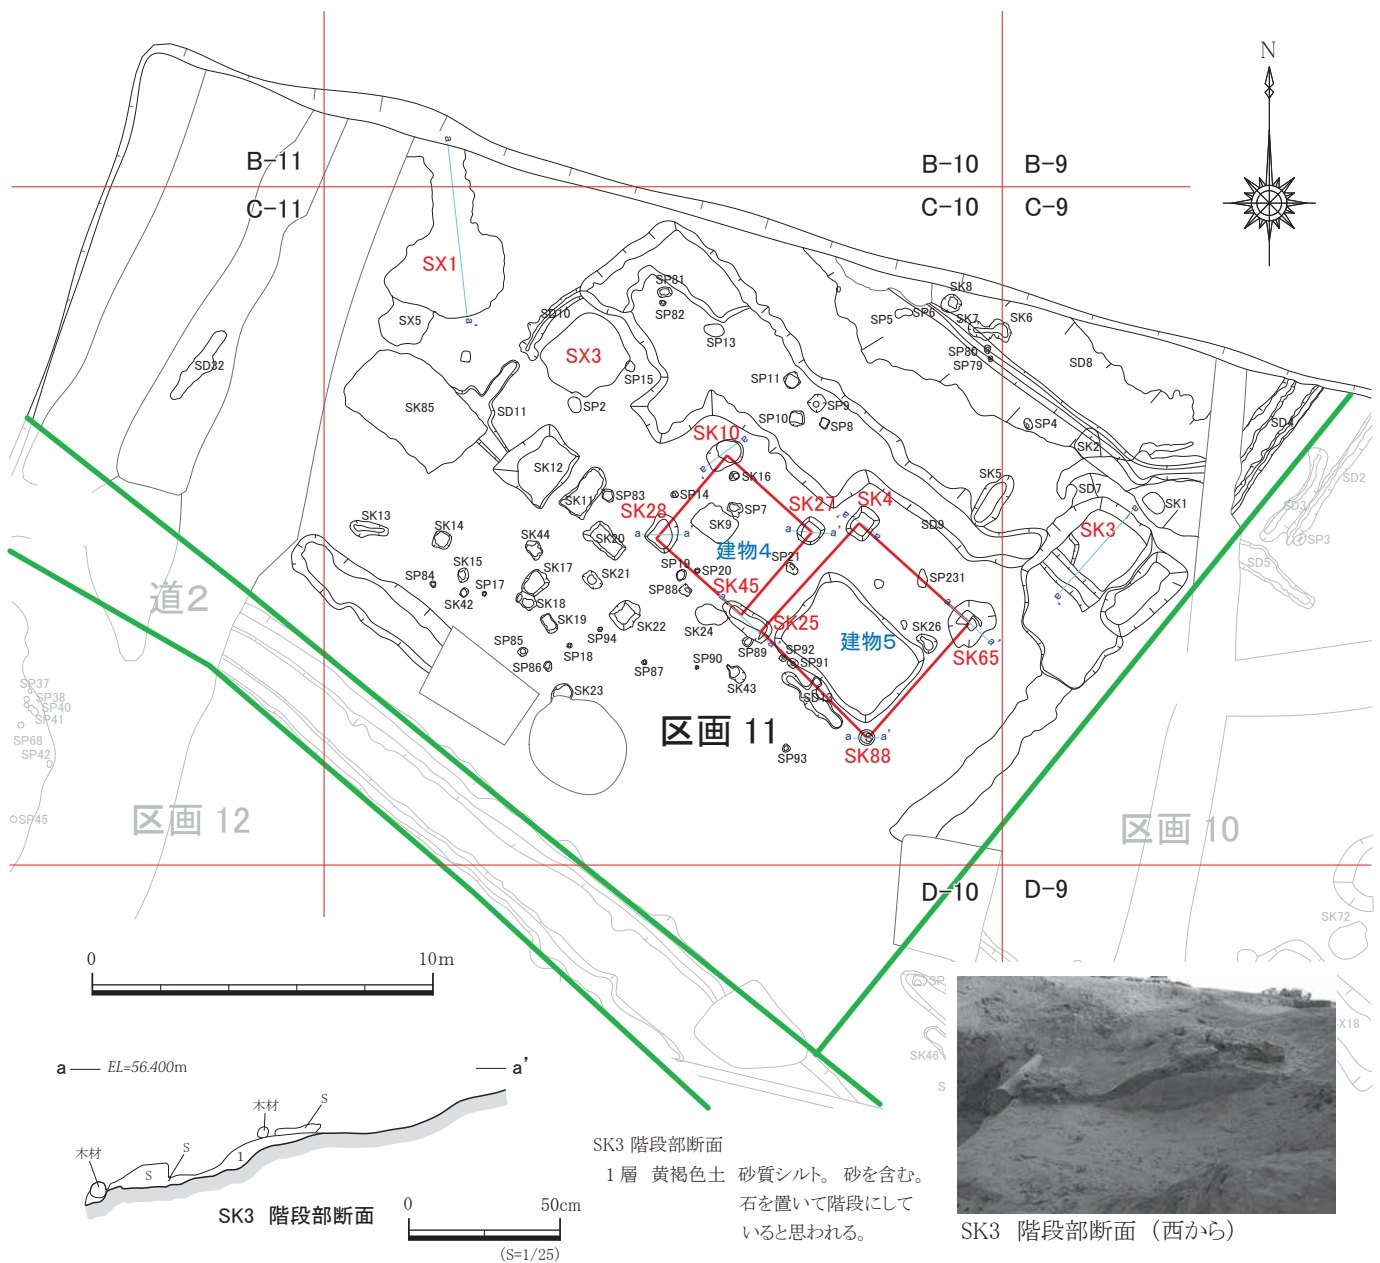 N
B-11
B-10
B-9
C-11
C-10
C-9
a
SX1
a'
SX5
SD32
SK85
SD11
SD10
SX3
SP15
SP2
SP81
SP82
SP13
SP11
SP9
SP10
SP8
SK8
SP5
SP6
SK7
SK6
SP80
SP79
SD8
SP4
SK2
SD4
SD2
SD3
SP3
SD5
SK12
SK11
SP83
SP14
SK10
a
a'
SK16
SP7
SK9
SK27
a
a'
SK28
a
a'
建物4
SK4
a'
a
SD9
SK5
SD7
SK1
SK3
a
a'
SK13
SK14
SK44
SK20
SK15
SK17
SK21
SP84
SK42
SP17
SK18
SP19
SP20
SP88
SP21
SK45
a
SP231
SK19
SP94
SK22
SK24
SK25
a'
SK26
SK65
a'
建物5
SP85
SP18
SP86
SP87
SP90
SP89
SP92
SP91
SK43
SK23
区画 11
SP93
a
a'
SK88
道2
SP37
SP38
SP40
SP41
SP68
SP42
SP45
区画 12
区画 10
D-10
D-9
SK72
SP
SK46
S
X18
0
10m
a
EL=56.400m
a'
木材
S
木材
S
S
1
SK3 階段部断面
0
50cm
(S=1/25)
SK3 階段部断面
1層 黄褐色土 砂質シルト。砂を含む。
石を置いて階段にして
いると思われる。
SK3 階段部断面 (西から)